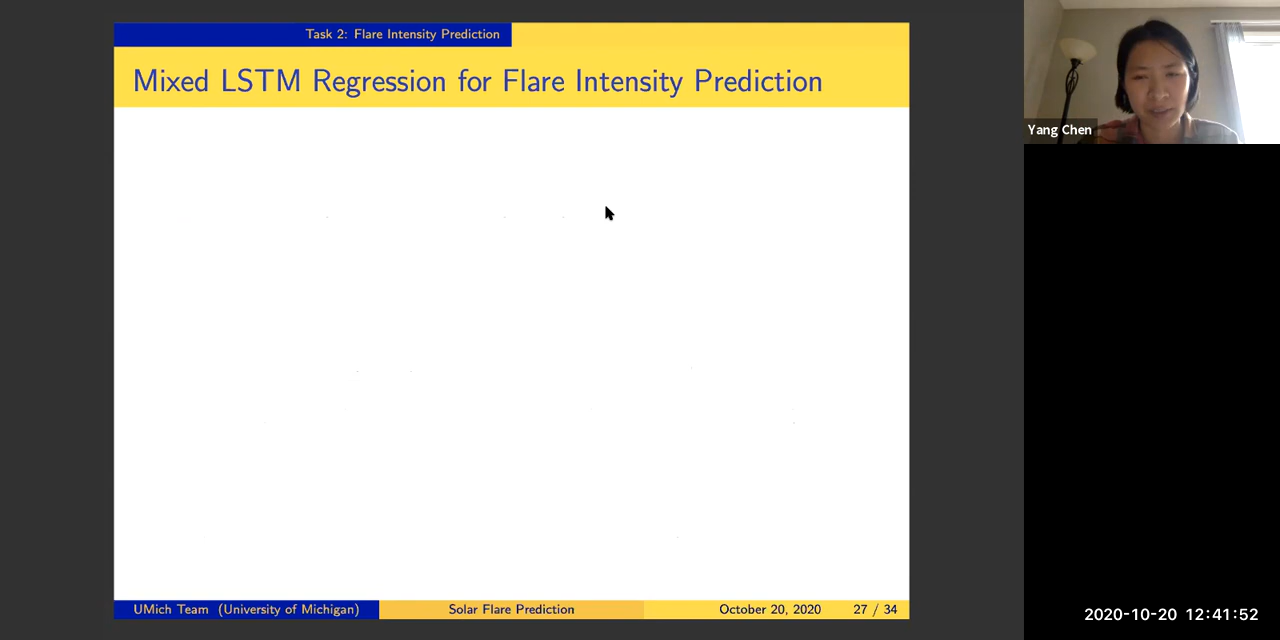 Task 2: Flare Intensity Prediction
Mixed LSTM Regression for Flare Intensity Prediction
Yang Chen
UMich Team (University of Michigan) Solar Flare Prediction October 20, 2020 27 / 34
2020-10-20 12:41:52